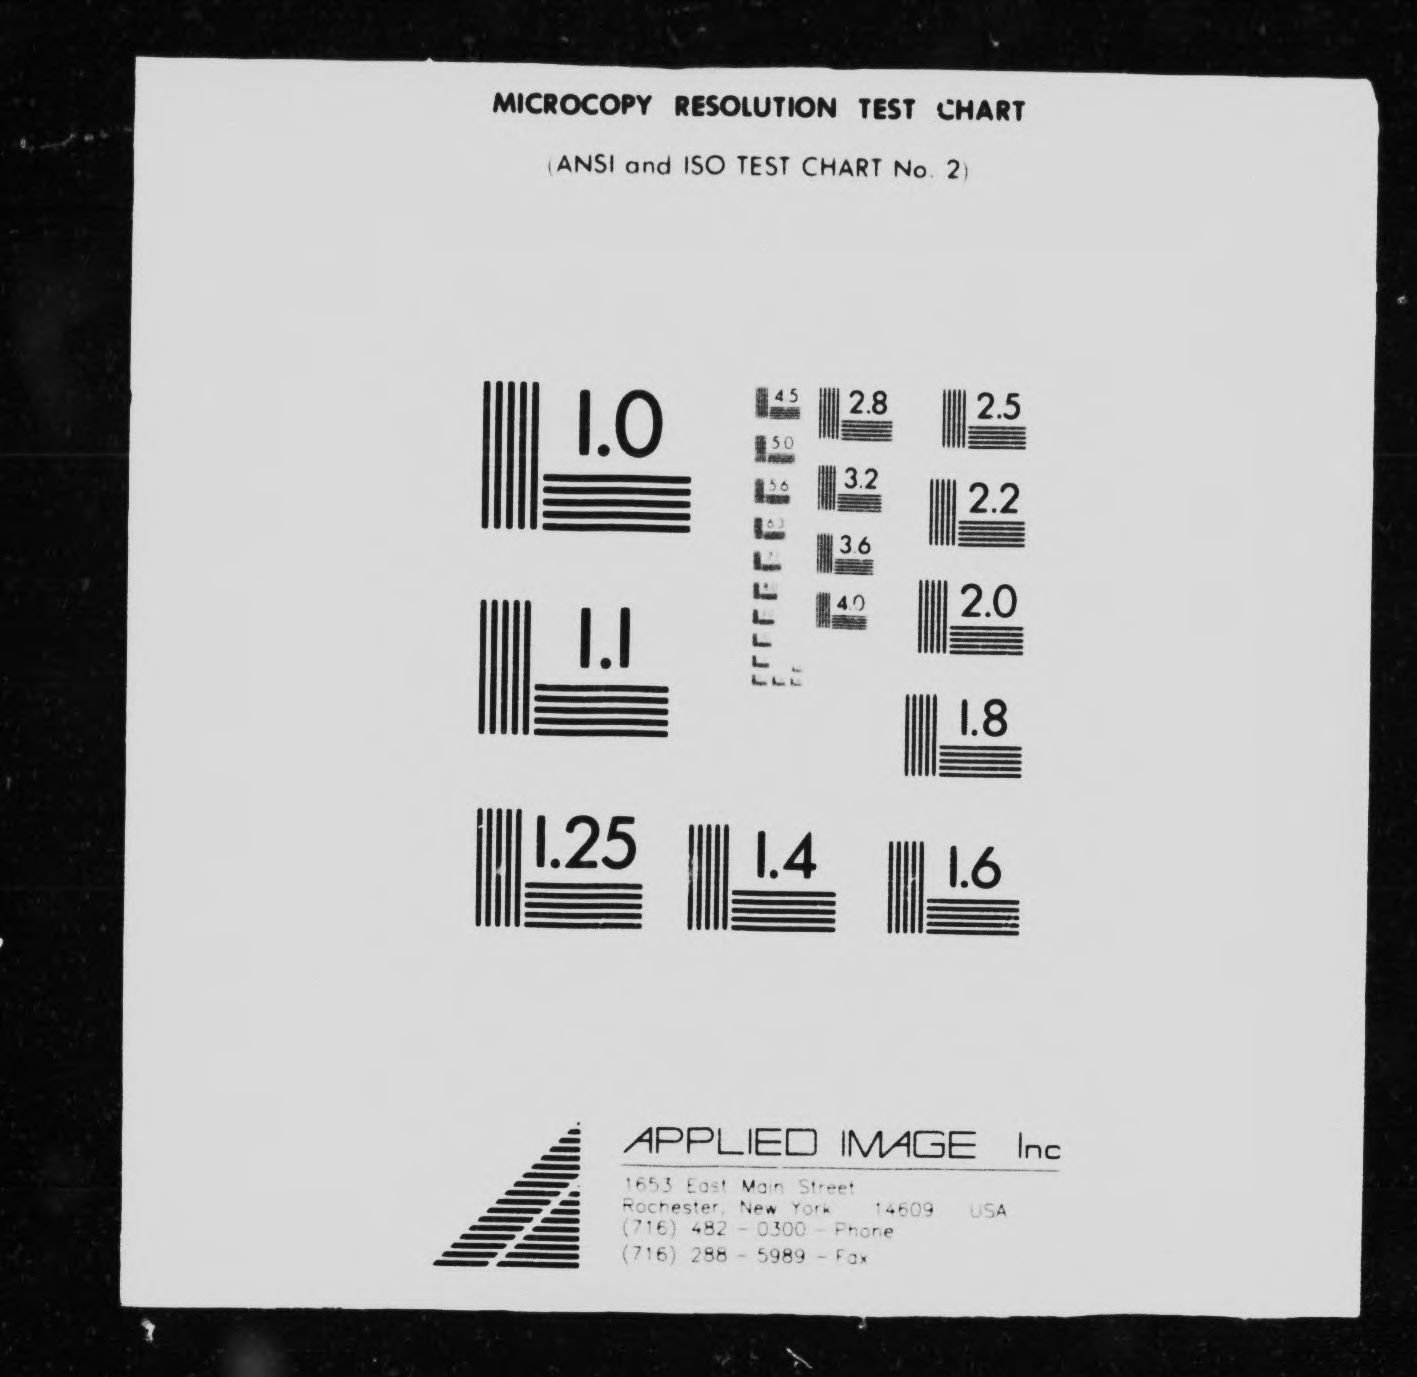 MICROCOPY RESOLUTION TEST CHART
(ANSI and ISO TEST CHART No. 2)
1.0
1.1
1.25
1.4
1.6
1.8
2.0
2.2
2.5
2.8
3.2
3.6
4.0
4.5
5.0
5.6
6.3
APPLIED IMAGE Inc
1653 East Main Street
Rochester, New York 14609 USA
(716) 482 - 0300 - Phone
(716) 288 - 5989 - Fax